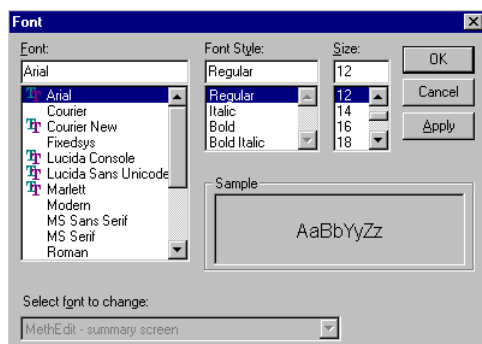 Font
Font:
Font Style:
Size:
Arial
Regular
12
OK
Cancel
Apply
Arial
Courier
Courier New
Fixedsys
Lucida Console
Lucida Sans Unicode
Marlett
Modern
MS Sans Serif
MS Serif
Roman
Regular
Italic
Bold
Bold Italic
12
14
16
18
Sample
AaBbYyZz
Select font to change:
MethEdit - summary screen